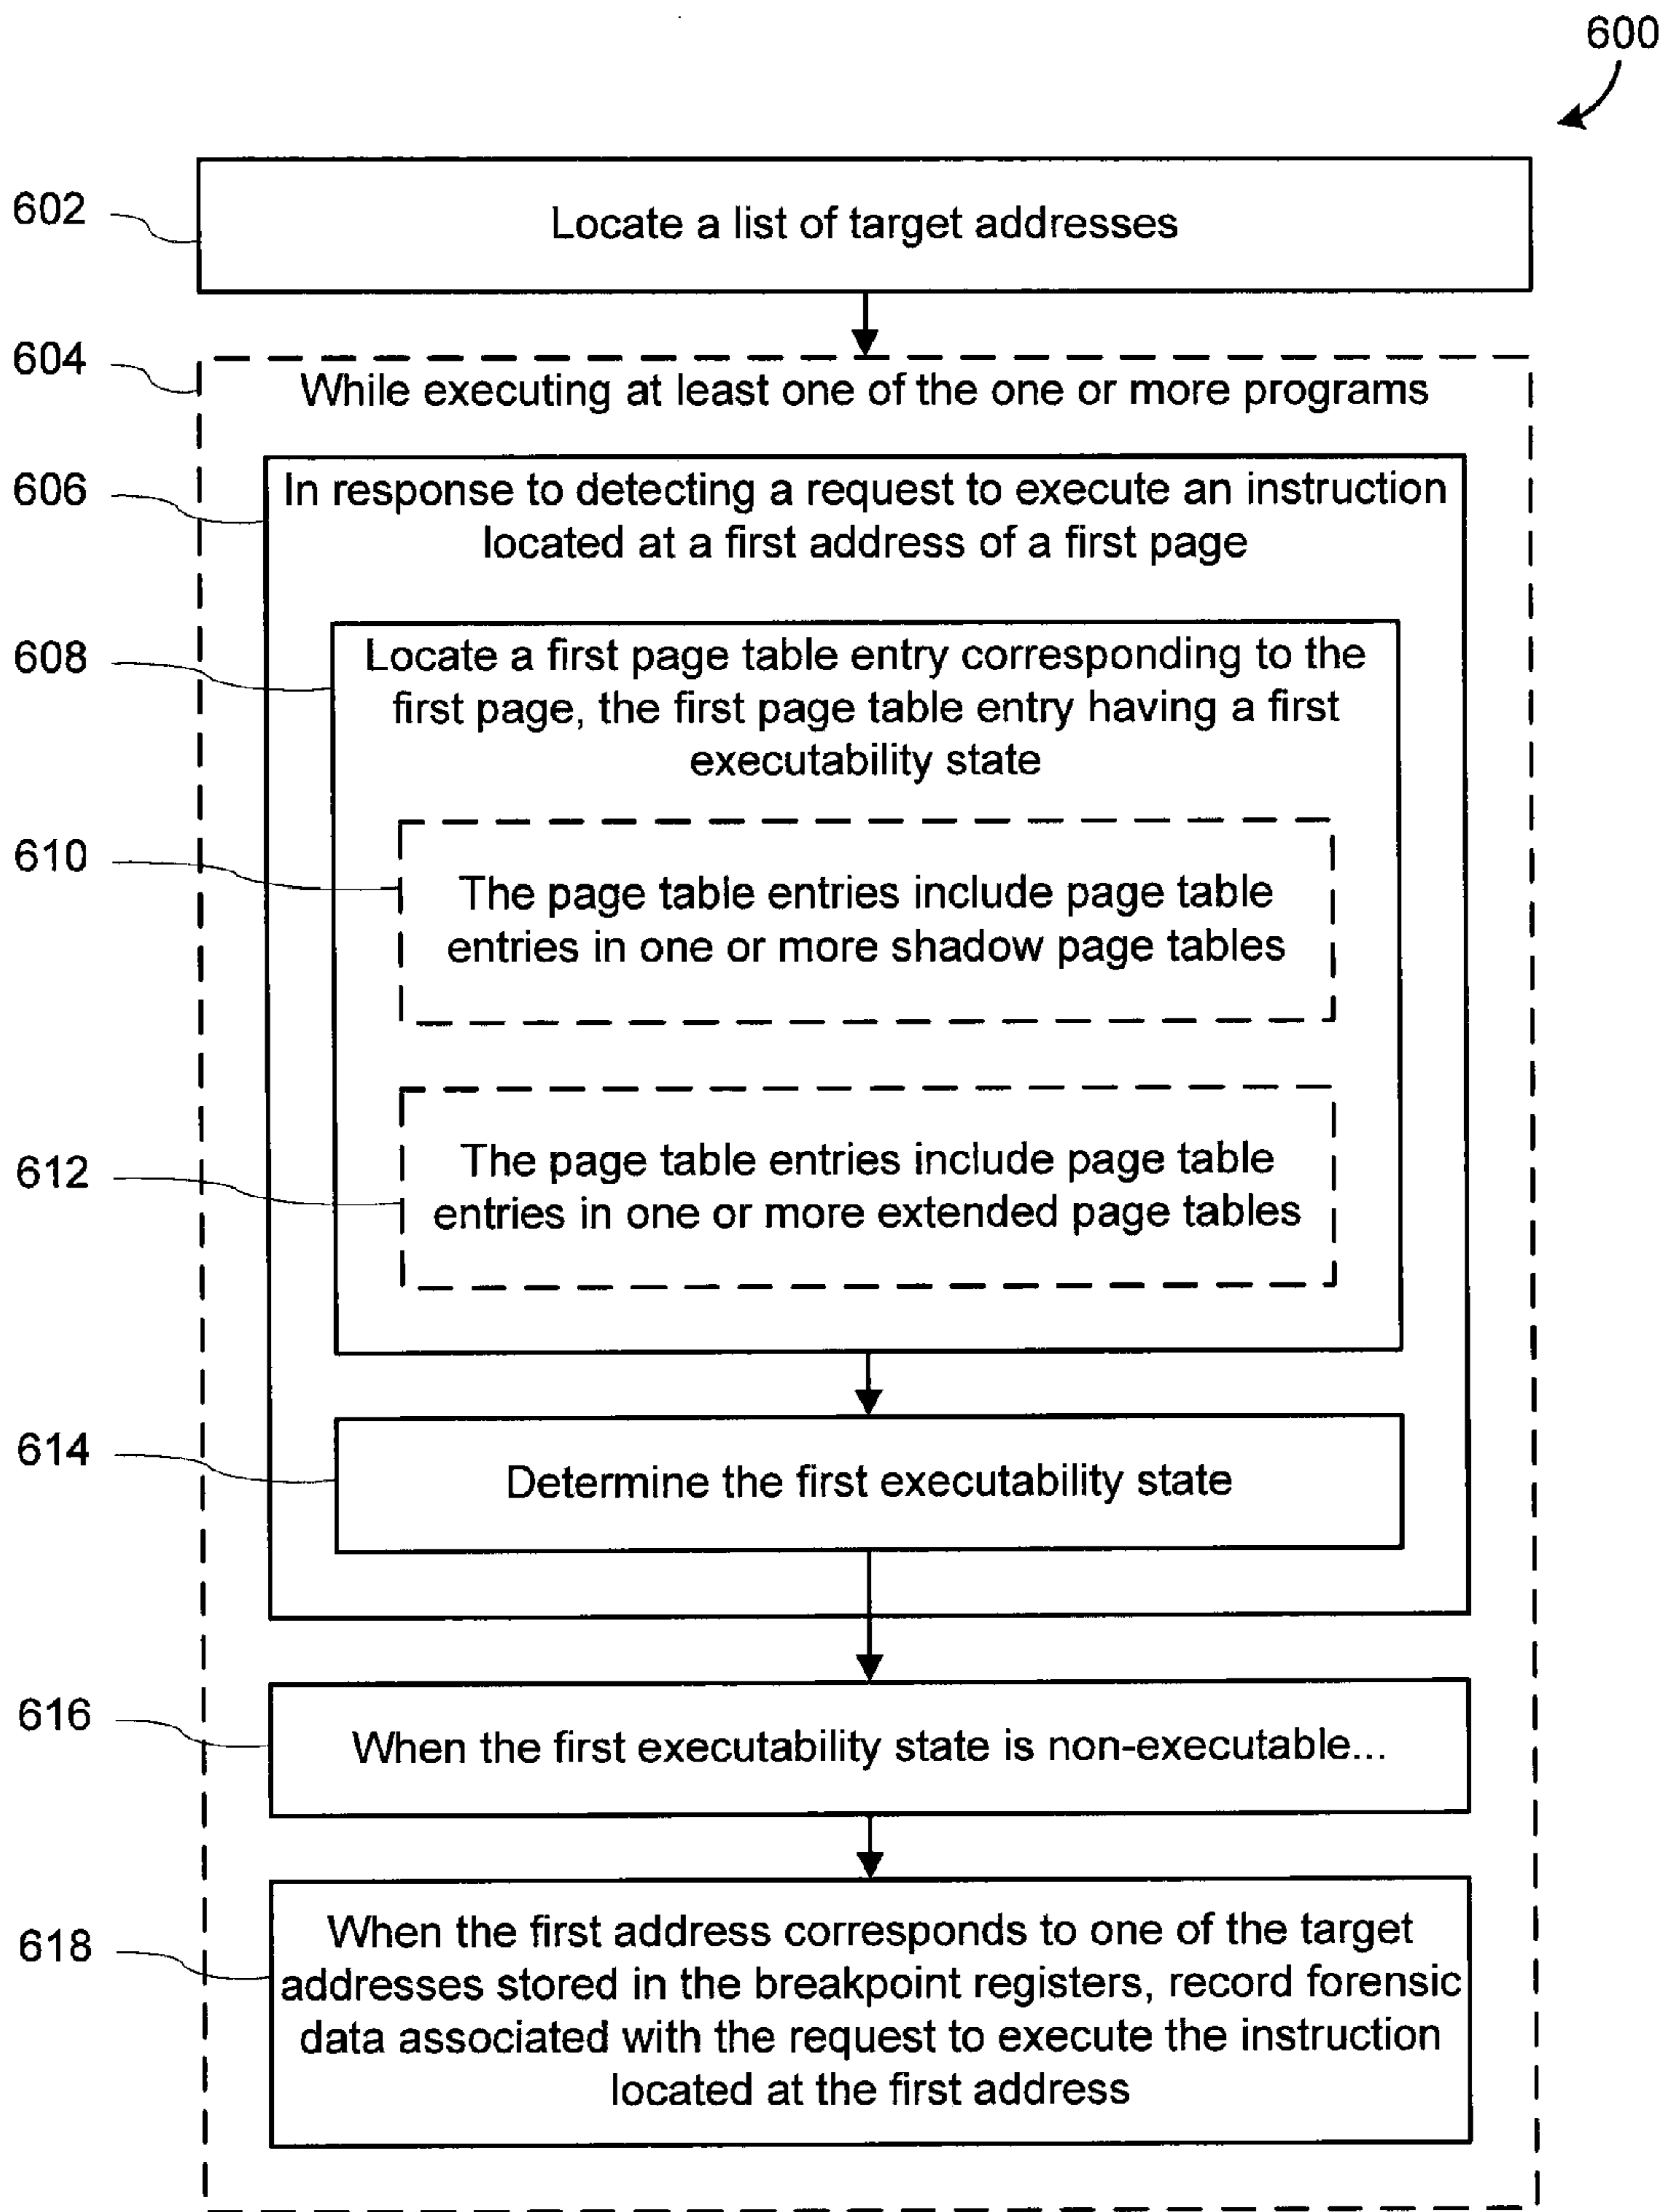 600
602
Locate a list of target addresses
604
While executing at least one of the one or more programs
606
In response to detecting a request to execute an instruction
located at a first address of a first page
608
Locate a first page table entry corresponding to the
first page, the first page table entry having a first
executability state
610
The page table entries include page table
entries in one or more shadow page tables
612
The page table entries include page table
entries in one or more extended page tables
614
Determine the first executability state
616
When the first executability state is non-executable...
618
When the first address corresponds to one of the target
addresses stored in the breakpoint registers, record forensic
data associated with the request to execute the instruction
located at the first address